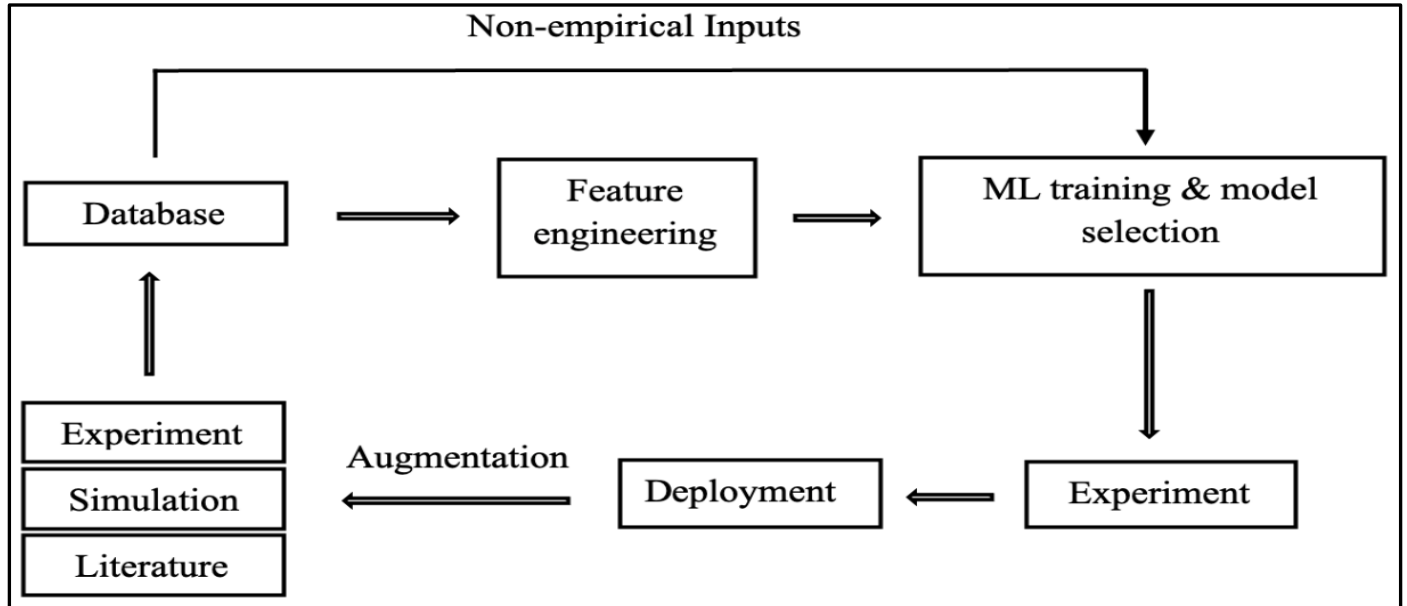 Non-empirical Inputs
Database
Feature
engineering
ML training & model
selection
Experiment
Simulation
Literature
Augmentation
Deployment
Experiment